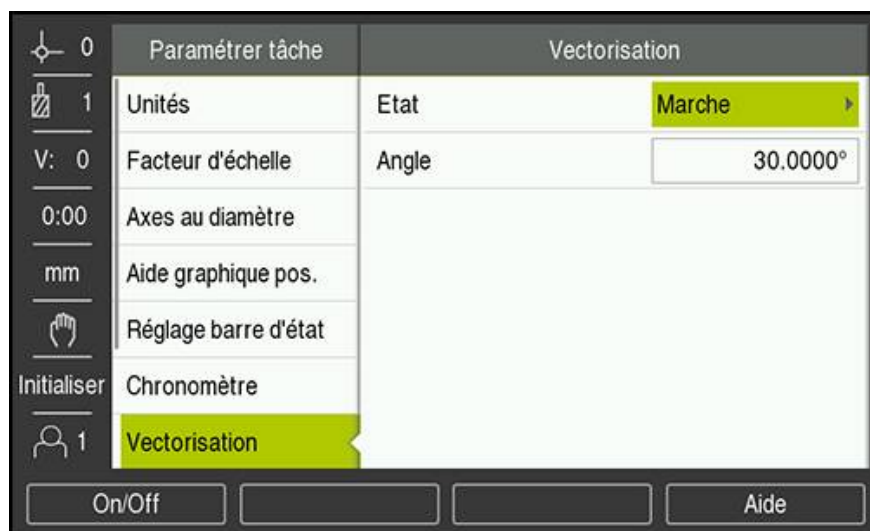 0 Paramétrer tâche Vectorisation
1 Unités Etat Marche
V: 0 Facteur d'échelle Angle 30.0000°
0:00 Axes au diamètre
mm Aide graphique pos.
Réglage barre d'état
Initialiser Chronomètre
1 Vectorisation
On/Off Aide